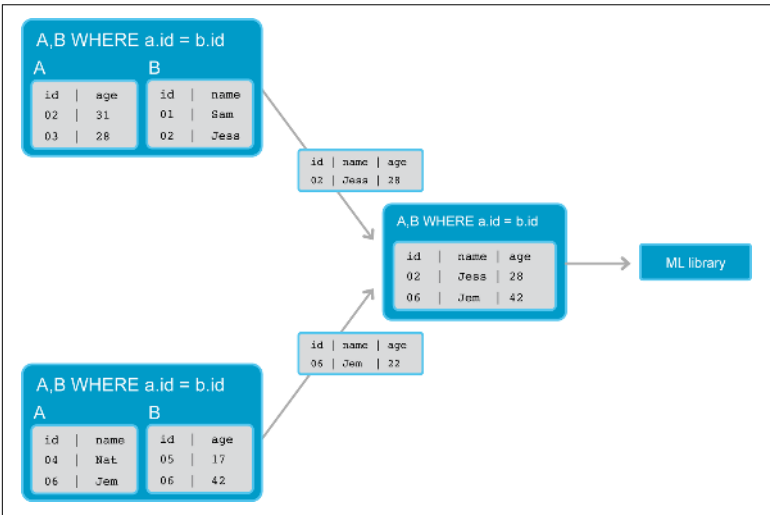 A,B WHERE a.id = b.id
A B
id | age id | name
02 | 31 01 | Sam
03 | 28 02 | Jess
id | name | age
02 | Jess | 28
A,B WHERE a.id = b.id
id | name | age
02 | Jess | 28
06 | Jem | 42
ML library
id | name | age
06 | Jem | 22
A,B WHERE a.id = b.id
A B
id | name id | age
04 | Nat 05 | 17
06 | Jem 06 | 42